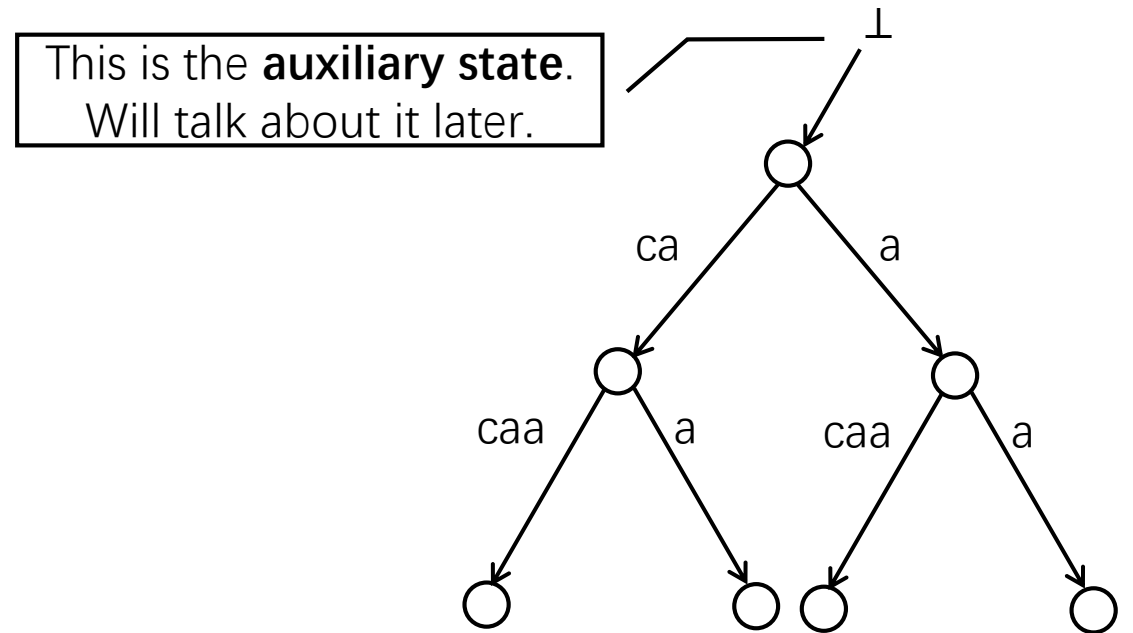 ⊥
This is the auxiliary state.
Will talk about it later.
ca
a
caa
a
caa
a